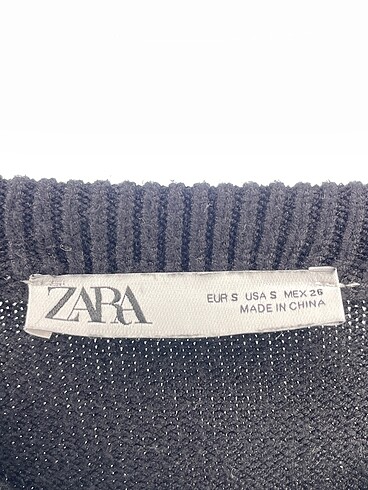 ZARA
EUR S USA S MEX 26
MADE IN CHINA